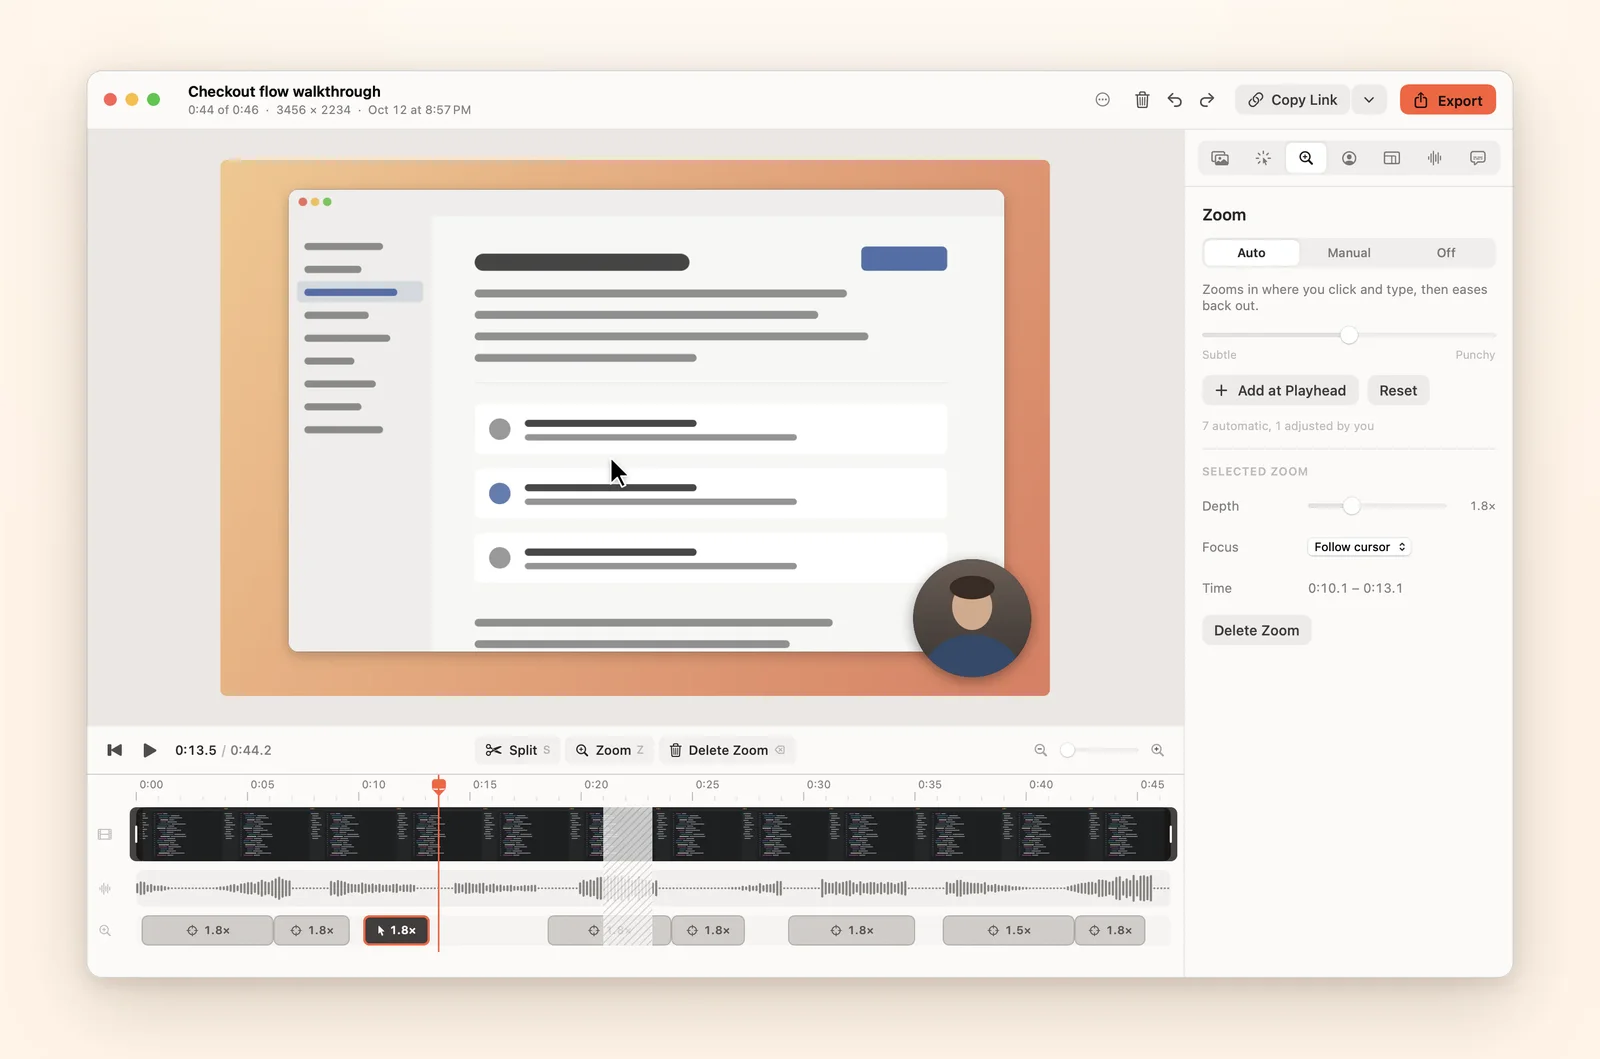 Checkout flow walkthrough
0:44 of 0:46 · 3456 × 2234 · Oct 12 at 8:57 PM
Copy Link
Export
Zoom
Auto Manual Off
Zooms in where you click and type, then eases
back out.
Subtle Punchy
Add at Playhead Reset
7 automatic, 1 adjusted by you
SELECTED ZOOM
Depth 1.8×
Focus Follow cursor
Time 0:10.1 – 0:13.1
Delete Zoom
0:13.5 / 0:44.2
Split S Zoom Z Delete Zoom
0:00 0:05 0:10 0:15 0:20 0:25 0:30 0:35 0:40 0:45
1.8× 1.8× 1.8× 1.8× 1.8× 1.5× 1.8×